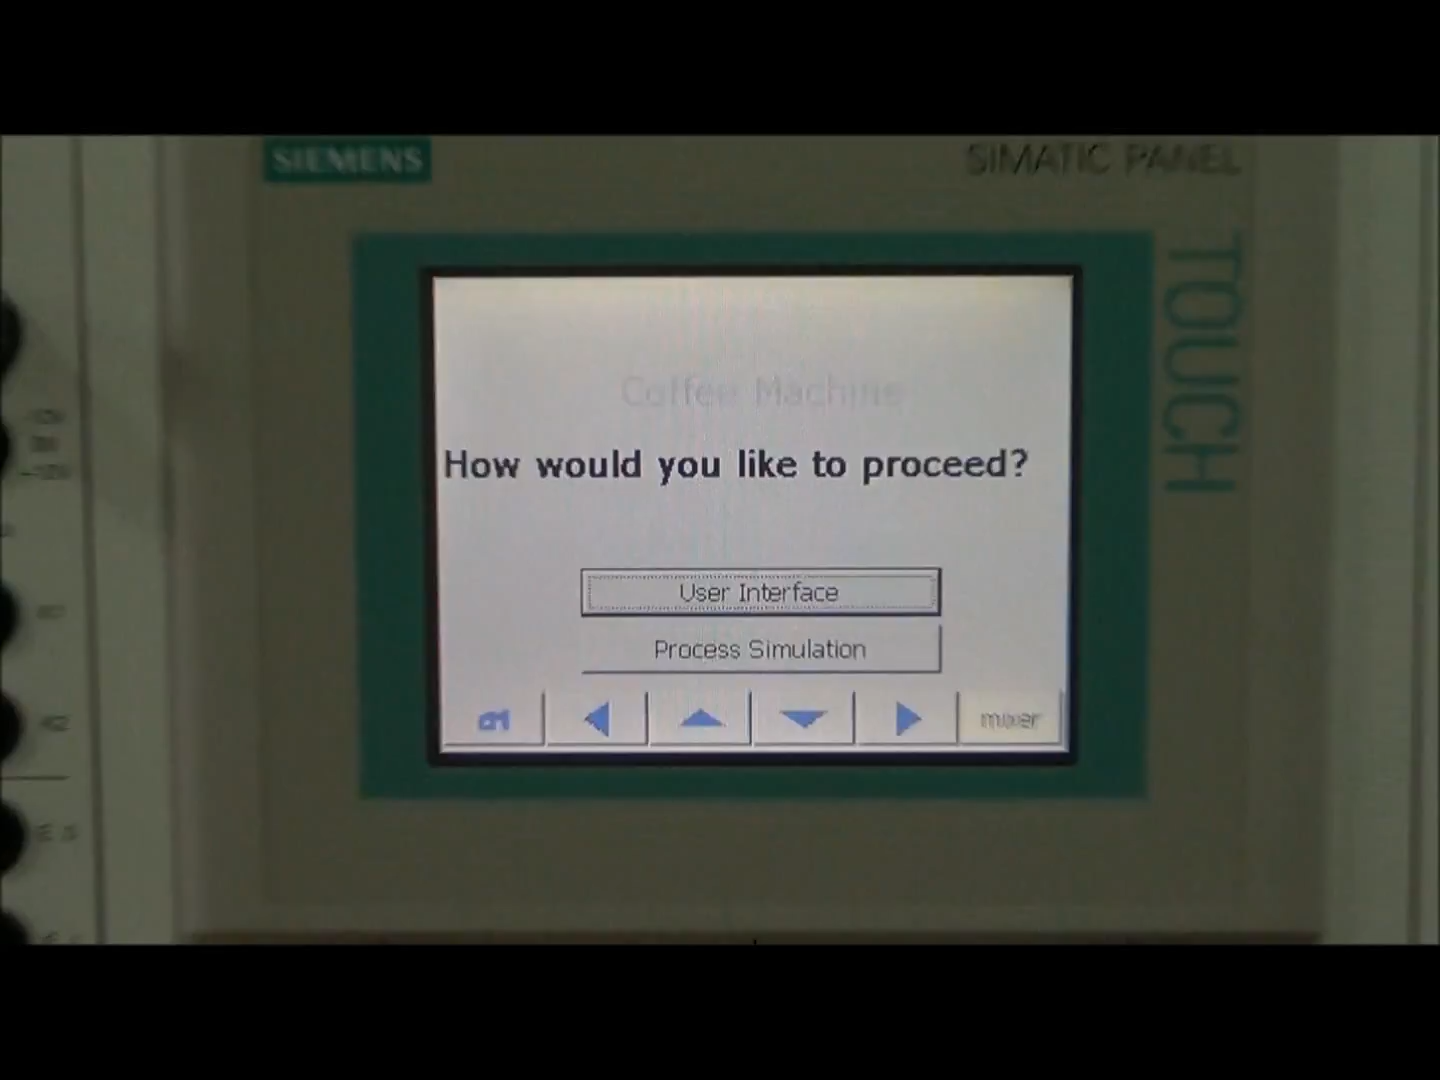 SIEMENS
SIMATIC PANEL
TOUCH
Coffee Machine
How would you like to proceed?
User Interface
Process Simulation
mixer